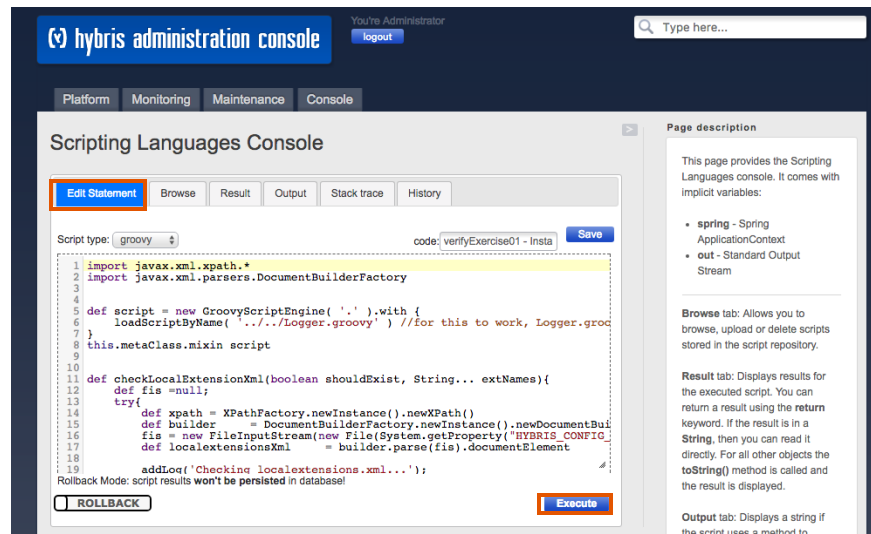 You're Administrator
logout
Type here...
(y) hybris administration console
Platform Monitoring Maintenance Console
Scripting Languages Console
>
Edit Statement Browse Result Output Stack trace History
Script type: groovy code: verifyExercise01 - Insta Save
1 import javax.xml.xpath.*
2 import javax.xml.parsers.DocumentBuilderFactory
3
4
5 def script = new GroovyScriptEngine( '.' ).with {
6 loadScriptByName( '../../Logger.groovy' ) //for this to work, Logger.groo
7 }
8 this.metaClass.mixin script
9
10
11 def checkLocalExtensionXml(boolean shouldExist, String... extNames){
12 def fis =null;
13 try{
14 def xpath = XPathFactory.newInstance().newXPath()
15 def builder = DocumentBuilderFactory.newInstance().newDocumentBui
16 fis = new FileInputStream(new File(System.getProperty("HYBRIS_CONFIG_
17 def localextensionsXml = builder.parse(fis).documentElement
18
19 addLog('Checking localextensions.xml...');
Rollback Mode: script results won't be persisted in database!
ROLLBACK
Execute
Page description
This page provides the Scripting
Languages console. It comes with
implicit variables:
• spring - Spring
ApplicationContext
• out - Standard Output
Stream
Browse tab: Allows you to
browse, upload or delete scripts
stored in the script repository.
Result tab: Displays results for
the executed script. You can
return a result using the return
keyword. If the result is in a
String, then you can read it
directly. For all other objects the
toString() method is called and
the result is displayed.
Output tab: Displays a string if
the script uses a method to